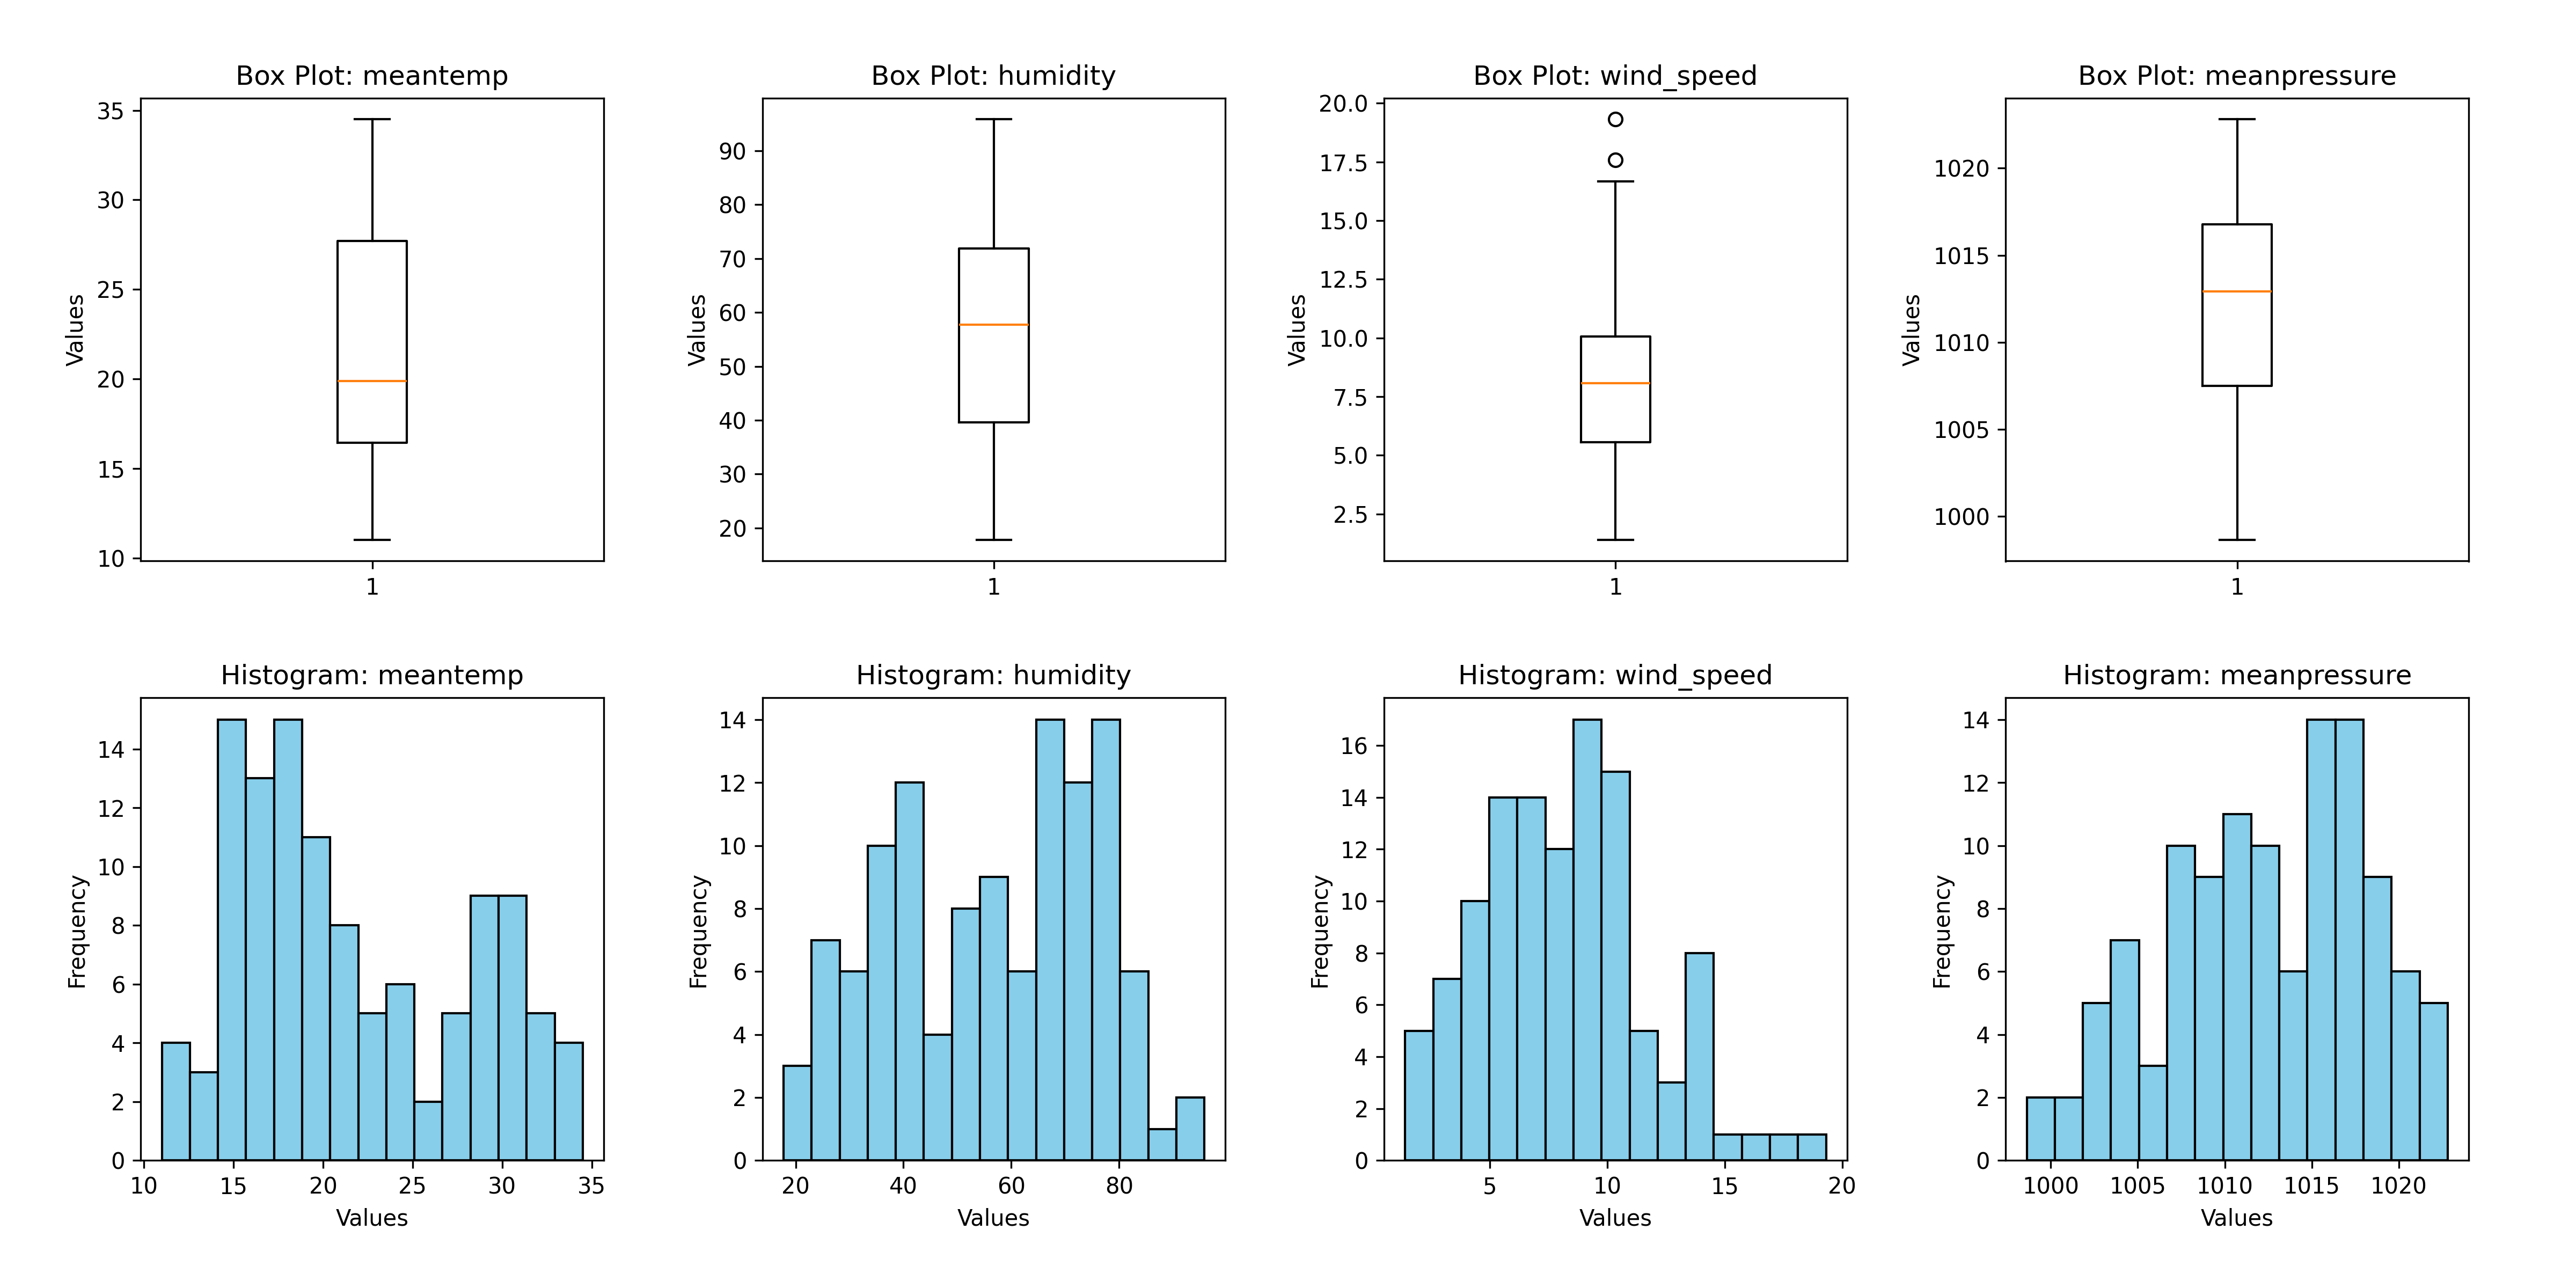 Box Plot: meantemp
Values
35
30
25
20
15
10
1
Box Plot: humidity
Values
90
80
70
60
50
40
30
20
1
Box Plot: wind_speed
Values
20.0
17.5
15.0
12.5
10.0
7.5
5.0
2.5
1
Box Plot: meanpressure
Values
1020
1015
1010
1005
1000
1
Histogram: meantemp
Frequency
14
12
10
8
6
4
2
0
10 15 20 25 30 35
Values
Histogram: humidity
Frequency
14
12
10
8
6
4
2
0
20 40 60 80
Values
Histogram: wind_speed
Frequency
16
14
12
10
8
6
4
2
0
5 10 15 20
Values
Histogram: meanpressure
Frequency
14
12
10
8
6
4
2
0
1000 1005 1010 1015 1020
Values